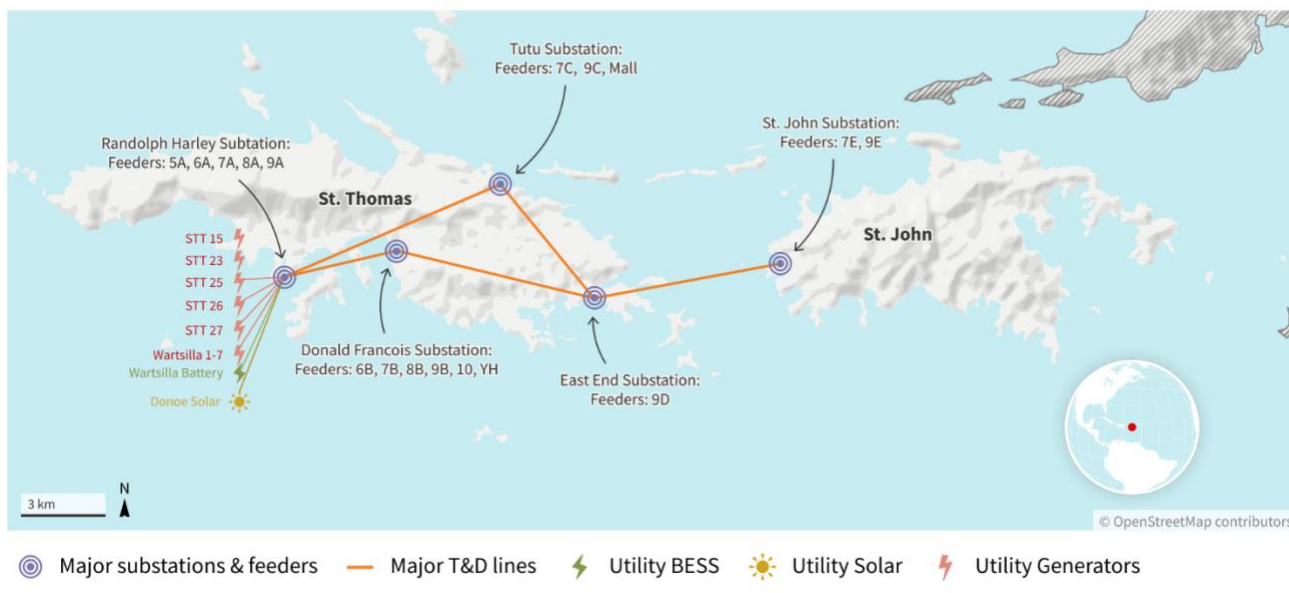 Tutu Substation:
Feeders: 7C, 9C, Mall
St. John Substation:
Feeders: 7E, 9E
Randolph Harley Subtation:
Feeders: 5A, 6A, 7A, 8A, 9A
St. Thomas
St. John
STT 15
STT 23
STT 25
STT 26
STT 27
Wartsilla 1-7
Wartsilla Battery
Donoe Solar
Donald Francois Substation:
Feeders: 6B, 7B, 8B, 9B, 10, YH
East End Substation:
Feeders: 9D
3 km
N
© OpenStreetMap contributors
Major substations & feeders
Major T&D lines
Utility BESS
Utility Solar
Utility Generators